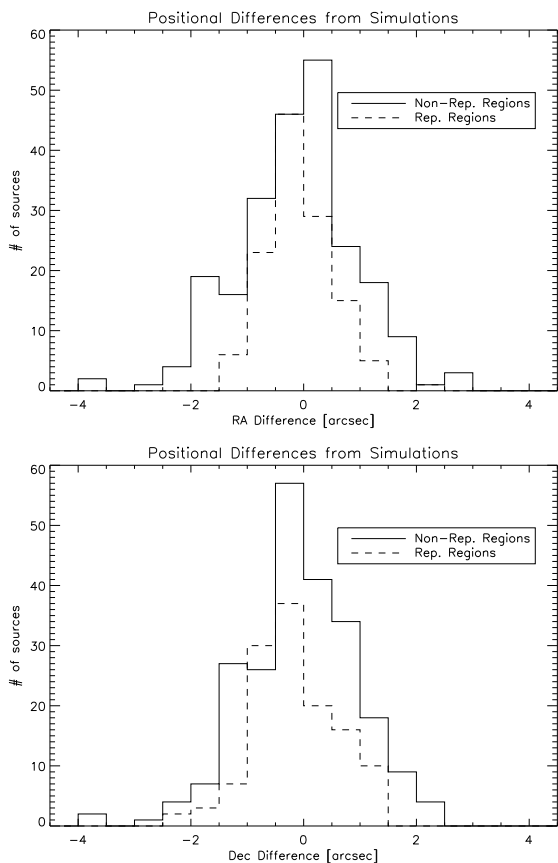 Positional Differences from Simulations
60
50
40
30
20
10
0
# of sources
Non-Rep. Regions
Rep. Regions
-4 -2 0 2 4
RA Difference [arcsec]
Positional Differences from Simulations
60
50
40
30
20
10
0
# of sources
Non-Rep. Regions
Rep. Regions
-4 -2 0 2 4
Dec Difference [arcsec]